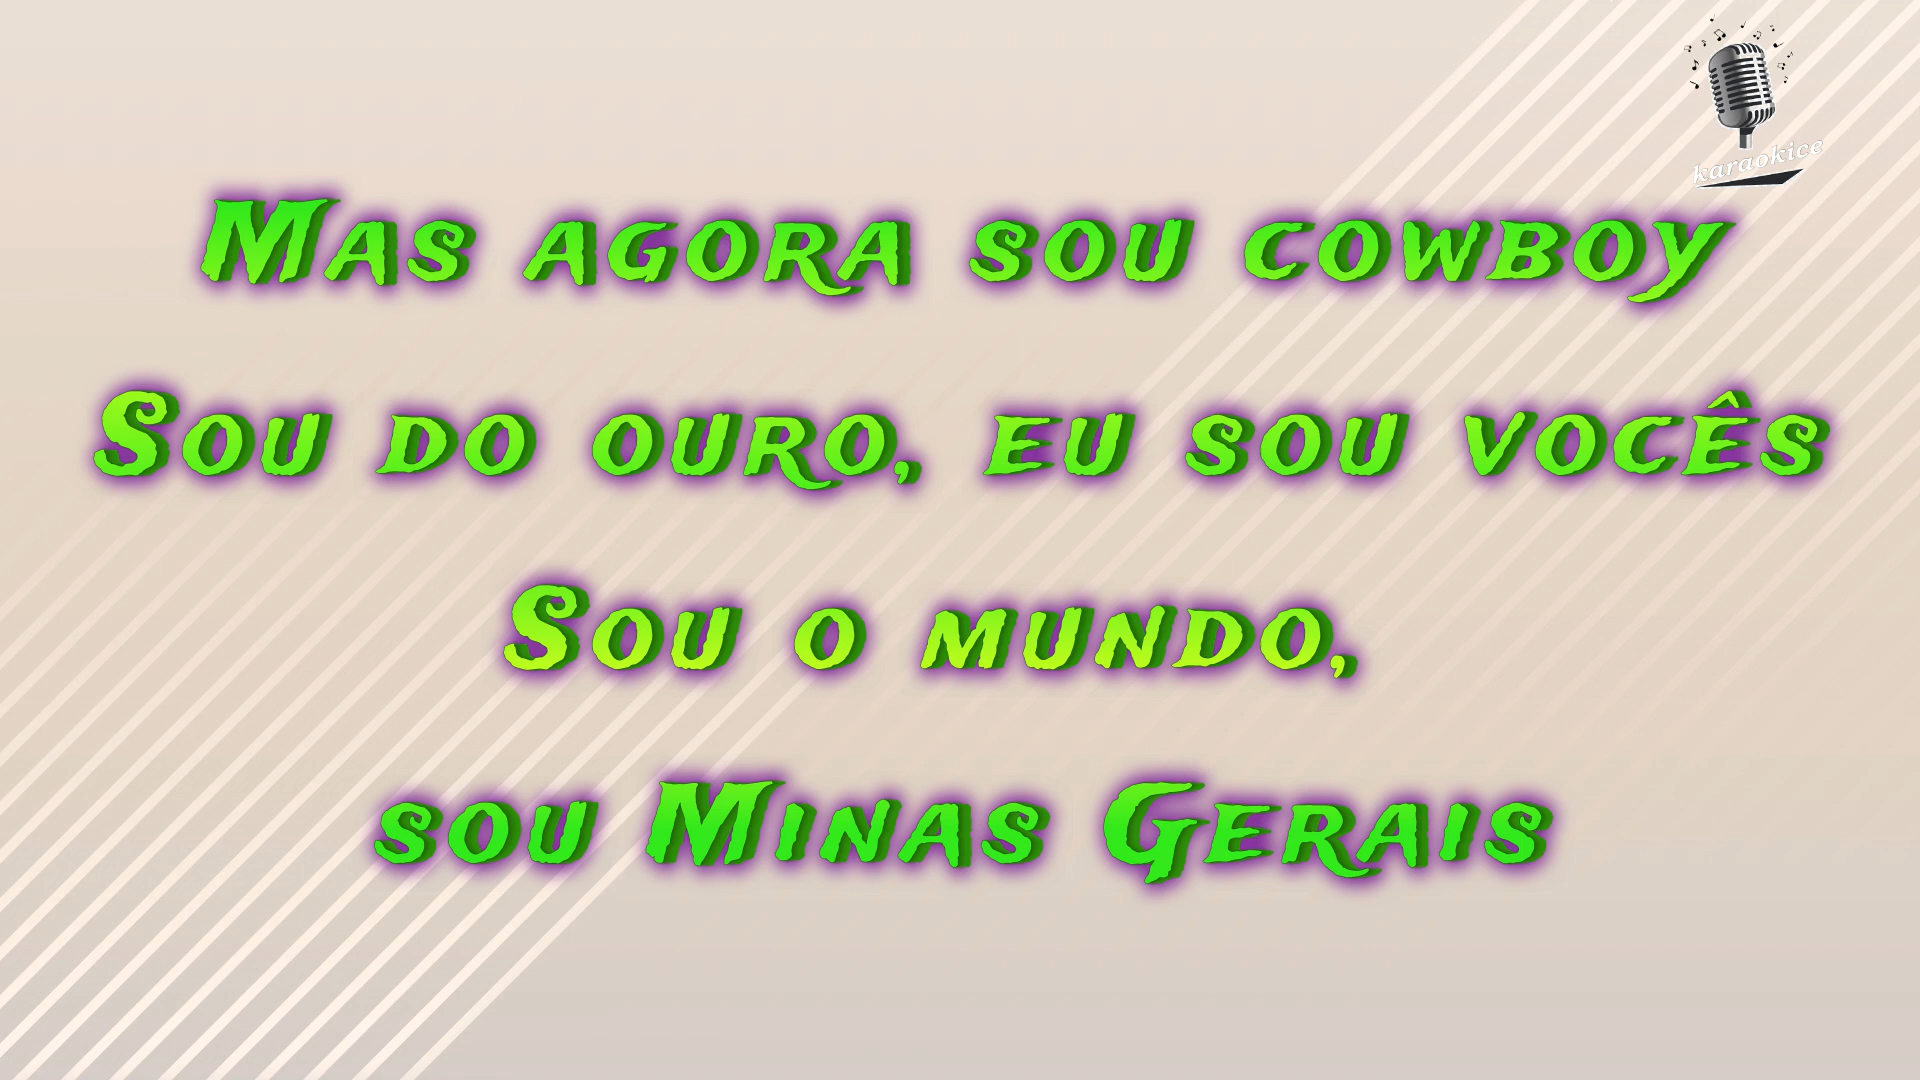 karaokice
Mas agora sou cowboy
Sou do ouro, eu sou vocês
Sou o mundo,
sou Minas Gerais